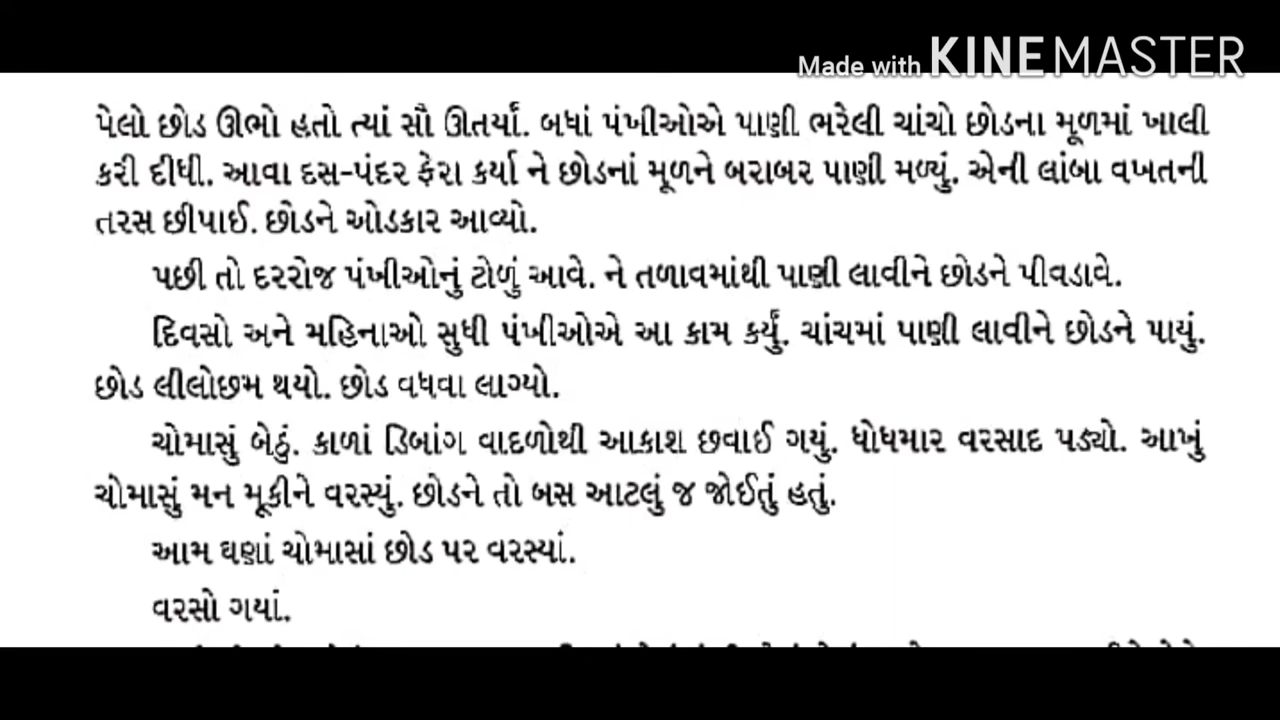 Made with KINEMASTER
પેલો છોડ ઊભો હતો ત્યાં સૌ ઊતર્યાં. બધાં પંખીઓએ પાણી ભરેલી ચાંચો છોડના મૂળમાં ખાલી
કરી દીધી. આવા દસ-પંદર ફેરા કર્યા ને છોડનાં મૂળને બરાબર પાણી મળ્યું. એની લાંબા વખતની
તરસ છીપાઈ. છોડને ઓડકાર આવ્યો.
પછી તો દરરોજ પંખીઓનું ટોળું આવે. ને તળાવમાંથી પાણી લાવીને છોડને પીવડાવે.
દિવસો અને મહિનાઓ સુધી પંખીઓએ આ કામ કર્યું. ચાંચમાં પાણી લાવીને છોડને પાયું.
છોડ લીલોછમ થયો. છોડ વધવા લાગ્યો.
ચોમાસું બેઠું. કાળાં ડિબાંગ વાદળોથી આકાશ છવાઈ ગયું. ધોધમાર વરસાદ પડ્યો. આખું
ચોમાસું મન મૂકીને વરસ્યું. છોડને તો બસ આટલું જ જોઈતું હતું.
આમ ઘણાં ચોમાસાં છોડ પર વરસ્યાં.
વરસો ગયાં.